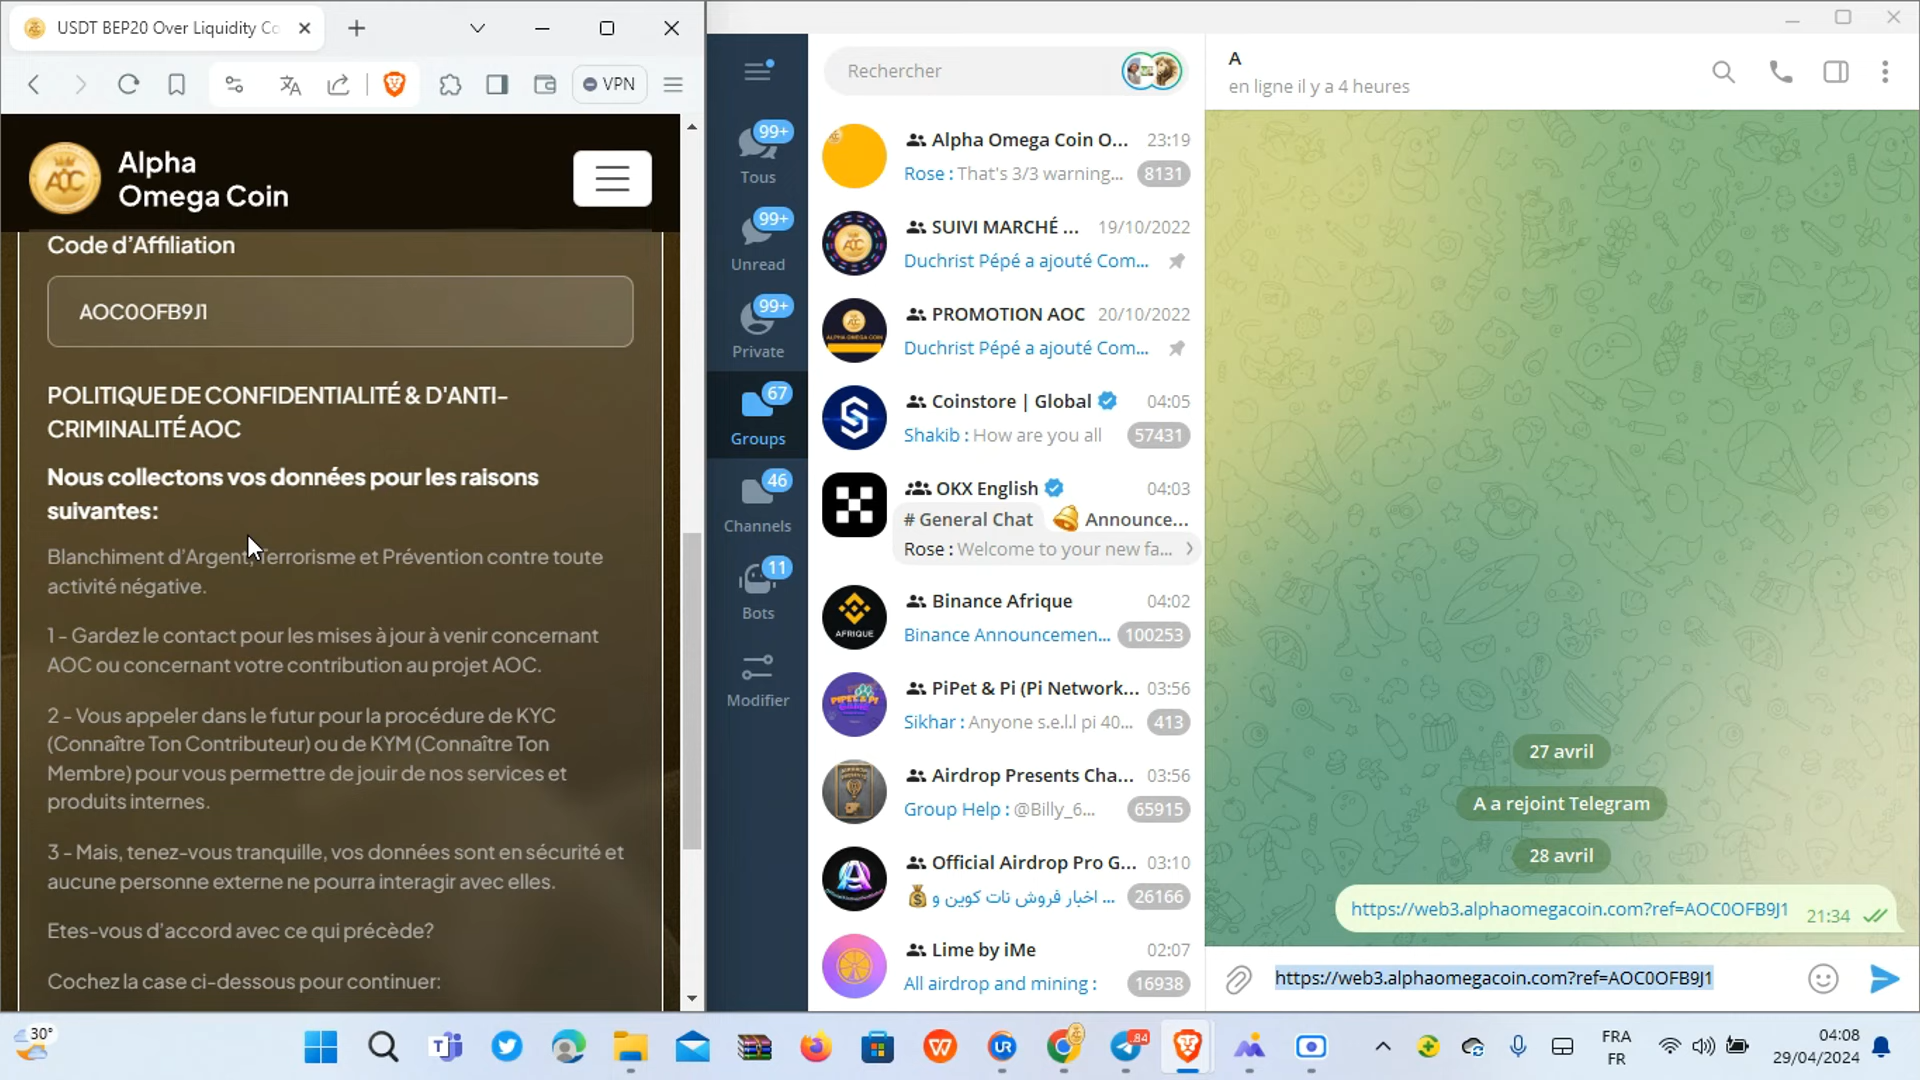 USDT BEP20 Over Liquidity Co
VPN
Alpha
Omega Coin
Code d'Affiliation
AOC0OFB9J1
POLITIQUE DE CONFIDENTIALITÉ & D'ANTI-
CRIMINALITÉ AOC
Nous collectons vos données pour les raisons
suivantes:
Blanchiment d'Argent, Terrorisme et Prévention contre toute
activité négative.
1 - Gardez le contact pour les mises à jour à venir concernant
AOC ou concernant votre contribution au projet AOC.
2 - Vous appeler dans le futur pour la procédure de KYC
(Connaître Ton Contributeur) ou de KYM (Connaître Ton
Membre) pour vous permettre de jouir de nos services et
produits internes.
3 - Mais, tenez-vous tranquille, vos données sont en sécurité et
aucune personne externe ne pourra interagir avec elles.
Etes-vous d'accord avec ce qui précède?
Cochez la case ci-dessous pour continuer:
99+
Tous
99+
Unread
99+
Private
67
Groups
46
Channels
11
Bots
Modifier
Rechercher
Alpha Omega Coin O... 23:19
Rose : That's 3/3 warning... 8131
SUIVI MARCHÉ ... 19/10/2022
Duchrist Pépé a ajouté Com...
PROMOTION AOC 20/10/2022
Duchrist Pépé a ajouté Com...
Coinstore | Global 04:05
Shakib : How are you all 57431
OKX English 04:03
# General Chat Announce...
Rose : Welcome to your new fa...
AFRIQUE
Binance Afrique 04:02
Binance Announcemen... 100253
PiPet & Pi (Pi Network... 03:56
Sikhar : Anyone s.e.l.l pi 40... 413
Airdrop Presents Cha... 03:56
Group Help : @Billy_6... 65915
Official Airdrop Pro G... 03:10
اخبار فروش نات کوین و ... 26166
Lime by iMe 02:07
All airdrop and mining : 16938
A
en ligne il y a 4 heures
27 avril
A a rejoint Telegram
28 avril
https://web3.alphaomegacoin.com?ref=AOC0OFB9J1 21:34
https://web3.alphaomegacoin.com?ref=AOC0OFB9J1
30°
84
FRA
FR
04:08
29/04/2024